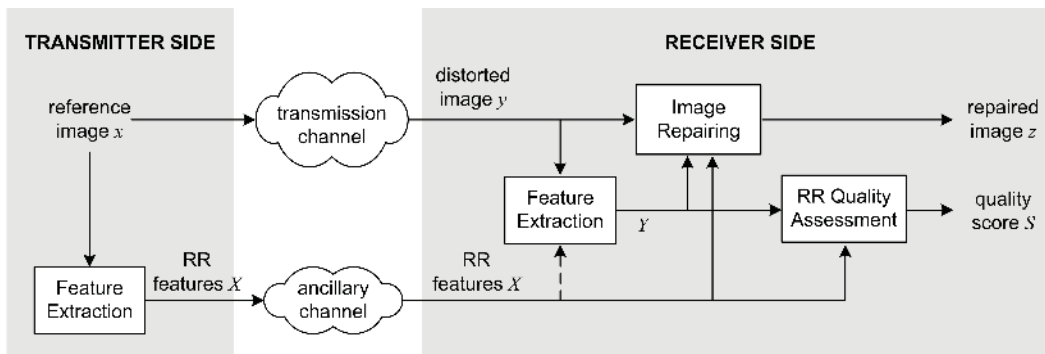 TRANSMITTER SIDE
RECEIVER SIDE
reference
image x
transmission
channel
distorted
image y
Image
Repairing
repaired
image z
Feature
Extraction
Y
RR Quality
Assessment
quality
score S
Feature
Extraction
RR
features X
ancillary
channel
RR
features X